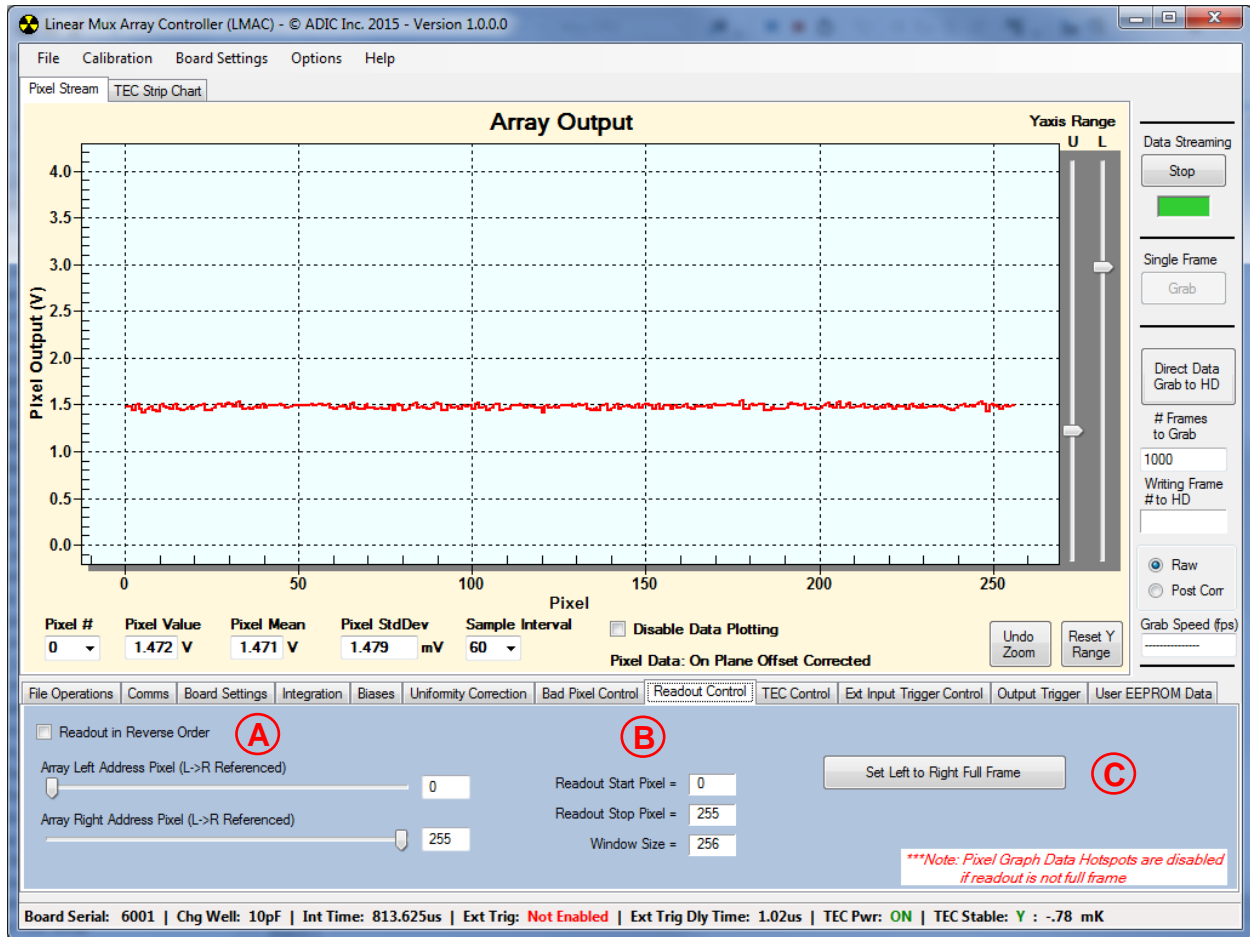 Linear Mux Array Controller (LMAC) - © ADIC Inc. 2015 - Version 1.0.0.0
File Calibration Board Settings Options Help
Pixel Stream TEC Strip Chart
Array Output
Yaxis Range
U L
4.0
3.5
3.0
2.5
2.0
1.5
1.0
0.5
0.0
Pixel Output (V)
0 50 100 150 200 250
Pixel
Pixel # Pixel Value Pixel Mean Pixel StdDev Sample Interval
0 1.472 V 1.471 V 1.479 mV 60
Disable Data Plotting
Pixel Data: On Plane Offset Corrected
Undo
Zoom
Reset Y
Range
Data Streaming
Stop
Single Frame
Grab
Direct Data
Grab to HD
# Frames
to Grab
1000
Writing Frame
# to HD
Raw
Post Corr
Grab Speed (fps)
---------------
File Operations Comms Board Settings Integration Biases Uniformity Correction Bad Pixel Control Readout Control TEC Control Ext Input Trigger Control Output Trigger User EEPROM Data
Readout in Reverse Order
A
Array Left Address Pixel (L->R Referenced)
0
Array Right Address Pixel (L->R Referenced)
255
B
Readout Start Pixel = 0
Readout Stop Pixel = 255
Window Size = 256
Set Left to Right Full Frame
C
***Note: Pixel Graph Data Hotspots are disabled
if readout is not full frame
Board Serial: 6001 | Chg Well: 10pF | Int Time: 813.625us | Ext Trig: Not Enabled | Ext Trig Dly Time: 1.02us | TEC Pwr: ON | TEC Stable: Y : -.78 mK